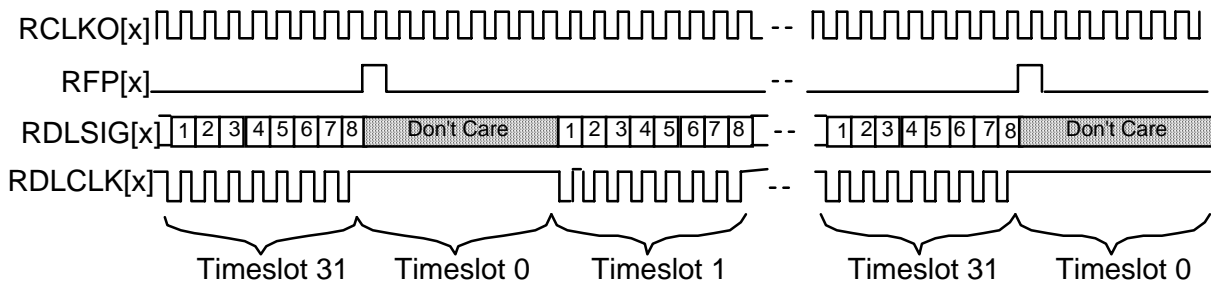 RCLKO[x] --
RFP[x] --
RDLSIG[x] 1 2 3 4 5 6 7 8 Don't Care 1 2 3 4 5 6 7 8 -- 1 2 3 4 5 6 7 8 Don't Care
RDLCLK[x] --
Timeslot 31 Timeslot 0 Timeslot 1 Timeslot 31 Timeslot 0